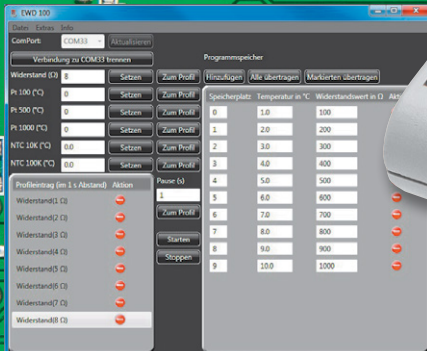 EWD 100
Datei Extras Info
ComPort: COM33 Aktualisieren
Verbindung zu COM33 trennen
Widerstand (Ω) 8 Setzen Zum Profil
Pt 100 (°C) 0 Setzen Zum Profil
Pt 500 (°C) 0 Setzen Zum Profil
Pt 1000 (°C) 0 Setzen Zum Profil
NTC 10K (°C) 0.0 Setzen Zum Profil
NTC 100K (°C) 0.0 Setzen Zum Profil
Profileintrag (im 1 s Abstand) Aktion
Widerstand(1 Ω)
Widerstand(2 Ω)
Widerstand(3 Ω)
Widerstand(4 Ω)
Widerstand(5 Ω)
Widerstand(6 Ω)
Widerstand(7 Ω)
Widerstand(8 Ω)
Pause (s)
1
Zum Profil
Starten
Stoppen
Programmspeicher
Hinzufügen Alle übertragen Markierten übertragen
Speicherplatz Temperatur in °C Widerstandswert in Ω
0 1.0 100
1 2.0 200
2 3.0 300
3 4.0 400
4 5.0 500
5 6.0 600
6 7.0 700
7 8.0 800
8 9.0 900
9 10.0 1000